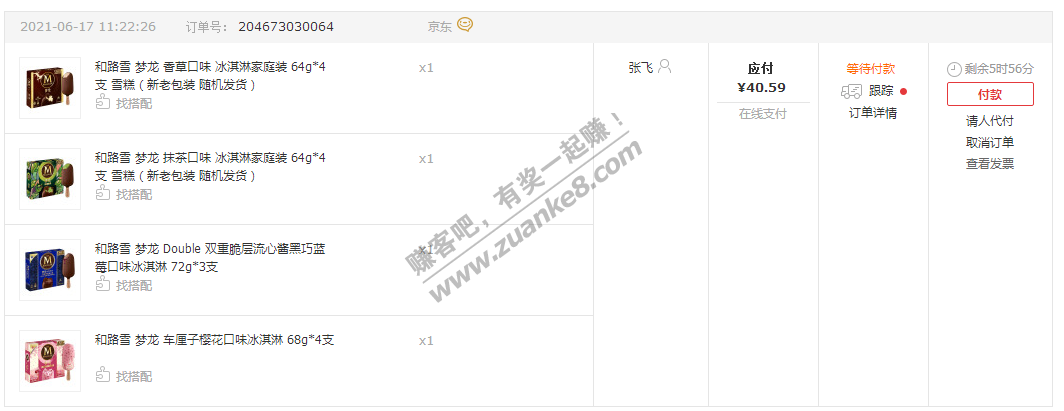 2021-06-17 11:22:26 订单号： 204673030064 京东
和路雪 梦龙 香草口味 冰淇淋家庭装 64g*4
支 雪糕（新老包装 随机发货）
找搭配
x1
张飞
应付
¥40.59
在线支付
等待付款
跟踪
订单详情
剩余5时56分
付款
请人代付
取消订单
查看发票
和路雪 梦龙 抹茶口味 冰淇淋家庭装 64g*4
支 雪糕（新老包装 随机发货）
找搭配
x1
和路雪 梦龙 Double 双重脆层流心酱黑巧蓝
莓口味冰淇淋 72g*3支
找搭配
x1
和路雪 梦龙 车厘子樱花口味冰淇淋 68g*4支
找搭配
x1
赚客吧，有奖一起赚！
www.zuanke8.com